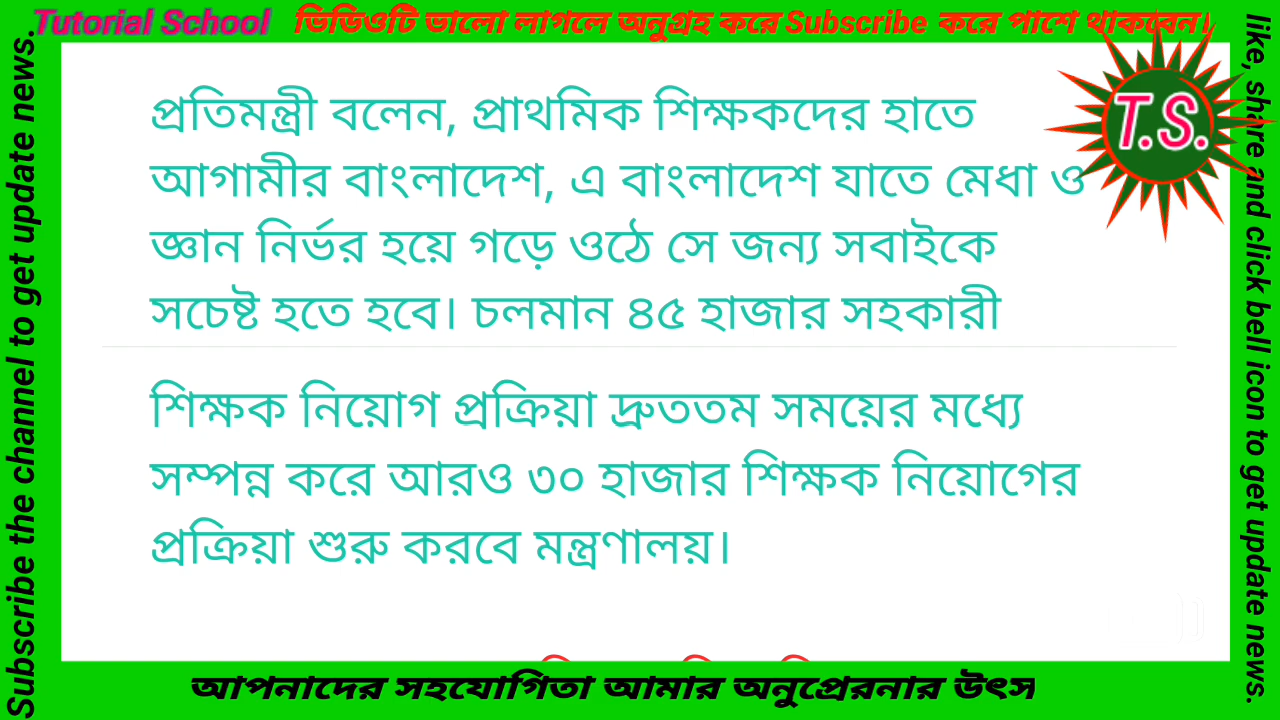 Tutorial School ভিডিওটি ভালো লাগলে অনুগ্রহ করে Subscribe করে পাশে থাকবেন।
Subscribe the channel to get update news.
T.S.
like, share and click bell icon to get update news.
প্রতিমন্ত্রী বলেন, প্রাথমিক শিক্ষকদের হাতে
আগামীর বাংলাদেশ, এ বাংলাদেশ যাতে মেধা ও
জ্ঞান নির্ভর হয়ে গড়ে ওঠে সে জন্য সবাইকে
সচেষ্ট হতে হবে। চলমান ৪৫ হাজার সহকারী
শিক্ষক নিয়োগ প্রক্রিয়া দ্রুততম সময়ের মধ্যে
সম্পন্ন করে আরও ৩০ হাজার শিক্ষক নিয়োগের
প্রক্রিয়া শুরু করবে মন্ত্রণালয়।
আপনাদের সহযোগিতা আমার অনুপ্রেরনার উৎস